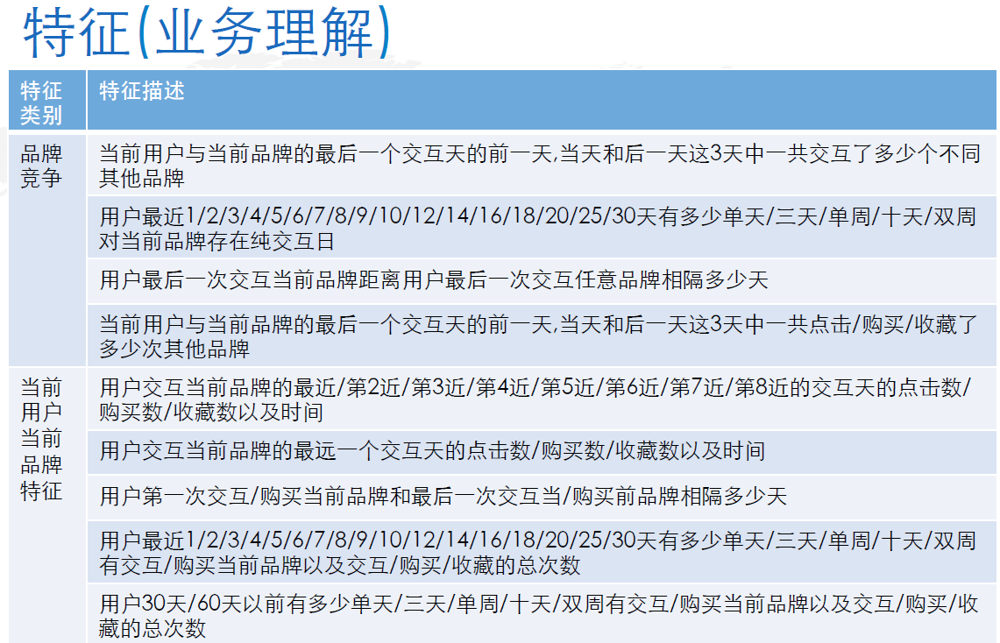 特征(业务理解)
特征
类别
特征描述
品牌
竞争
当前用户与当前品牌的最后一个交互天的前一天,当天和后一天这3天中一共交互了多少个不同
其他品牌
用户最近1/2/3/4/5/6/7/8/9/10/12/14/16/18/20/25/30天有多少单天/三天/单周/十天/双周
对当前品牌存在纯交互日
用户最后一次交互当前品牌距离用户最后一次交互任意品牌相隔多少天
当前用户与当前品牌的最后一个交互天的前一天,当天和后一天这3天中一共点击/购买/收藏了
多少次其他品牌
当前
用户
当前
品牌
特征
用户交互当前品牌的最近/第2近/第3近/第4近/第5近/第6近/第7近/第8近的交互天的点击数/
购买数/收藏数以及时间
用户交互当前品牌的最远一个交互天的点击数/购买数/收藏数以及时间
用户第一次交互/购买当前品牌和最后一次交互当/购买前品牌相隔多少天
用户最近1/2/3/4/5/6/7/8/9/10/12/14/16/18/20/25/30天有多少单天/三天/单周/十天/双周
有交互/购买当前品牌以及交互/购买/收藏的总次数
用户30天/60天以前有多少单天/三天/单周/十天/双周有交互/购买当前品牌以及交互/购买/收
藏的总次数